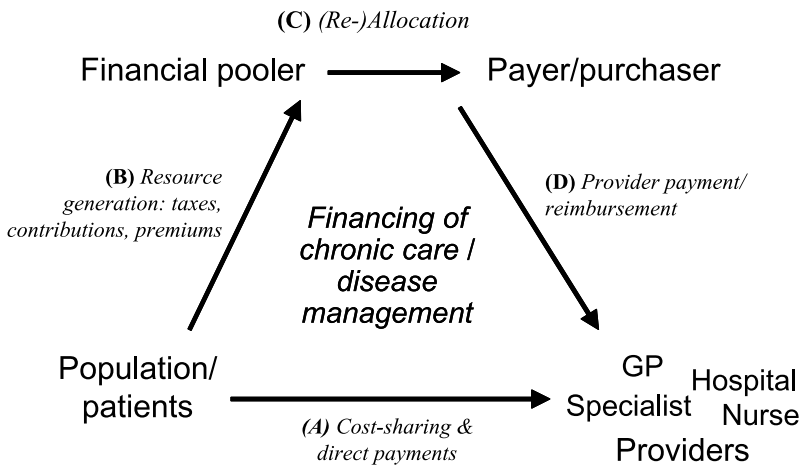 (C) (Re-)Allocation
Financial pooler
Payer/purchaser
(B) Resource
generation: taxes,
contributions, premiums
(D) Provider payment/
reimbursement
Financing of
chronic care /
disease
management
Population/
patients
(A) Cost-sharing &
direct payments
GP
Hospital
Specialist
Nurse
Providers